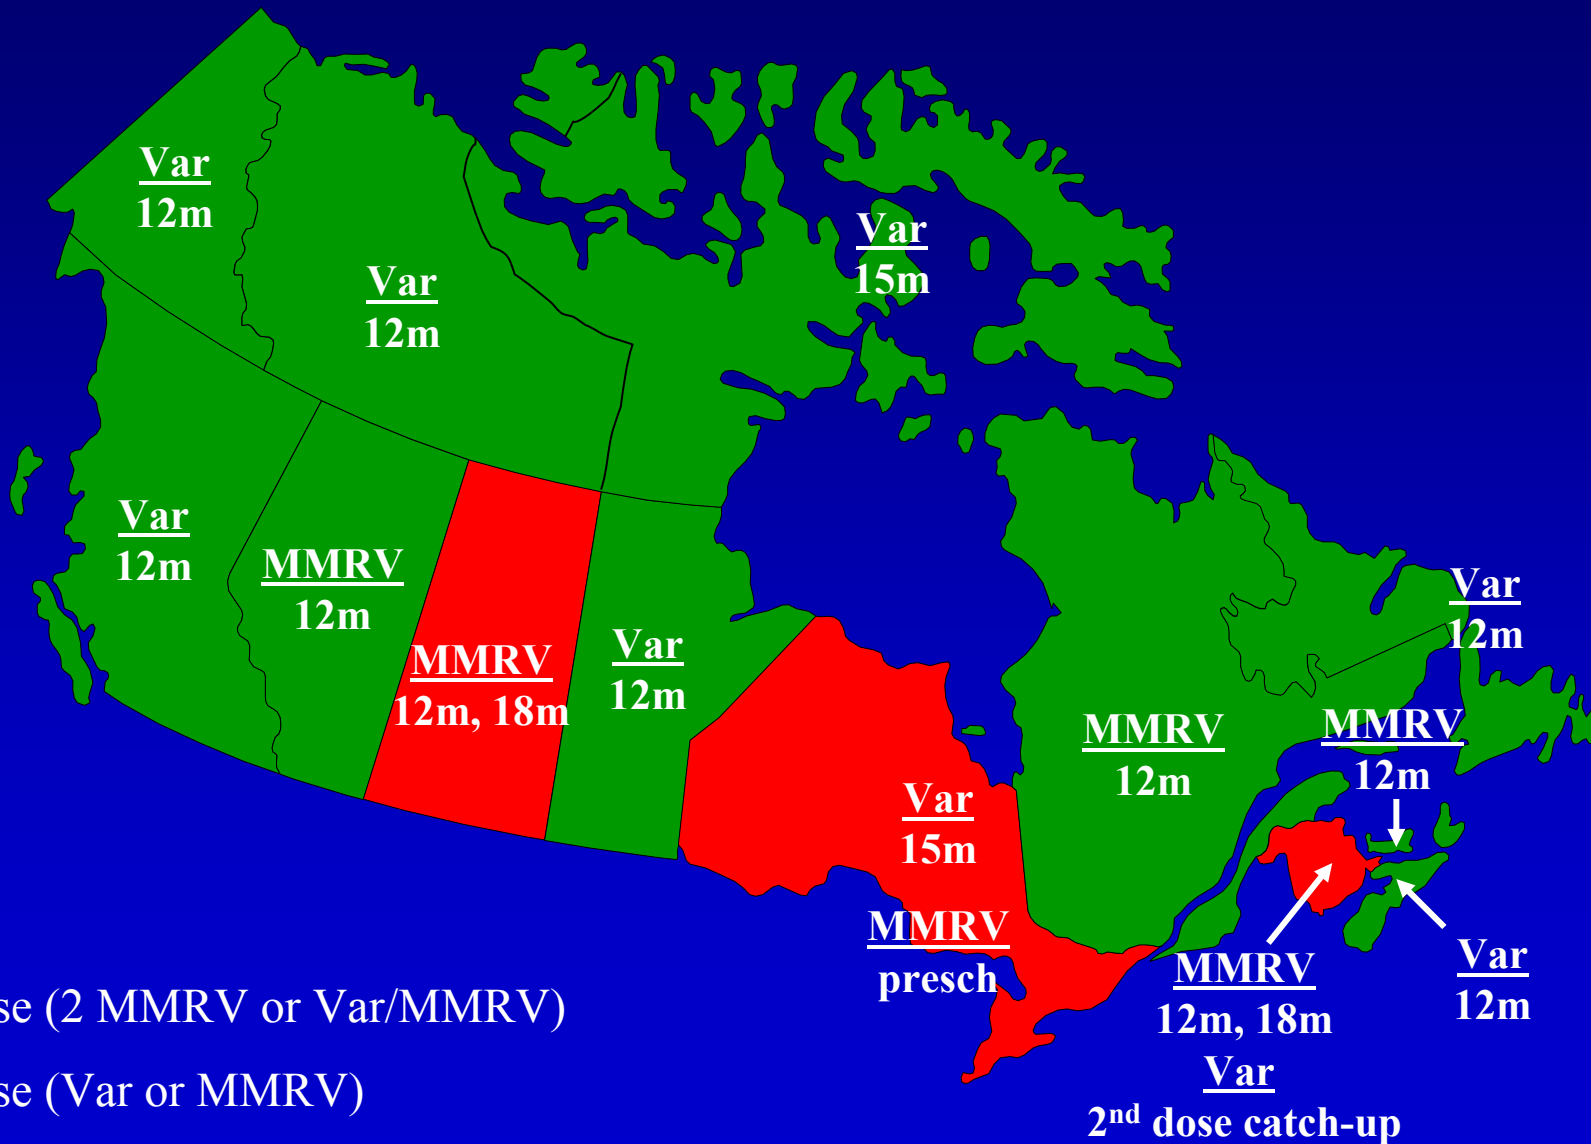 Var
12m
Var
12m
Var
15m
Var
12m
MMRV
12m
MMRV
12m, 18m
Var
12m
Var
15m
MMRV
presch
MMRV
12m
Var
12m
MMRV
12m
MMRV
12m, 18m
Var
2nd dose catch-up
Var
12m
se (2 MMRV or Var/MMRV)
se (Var or MMRV)